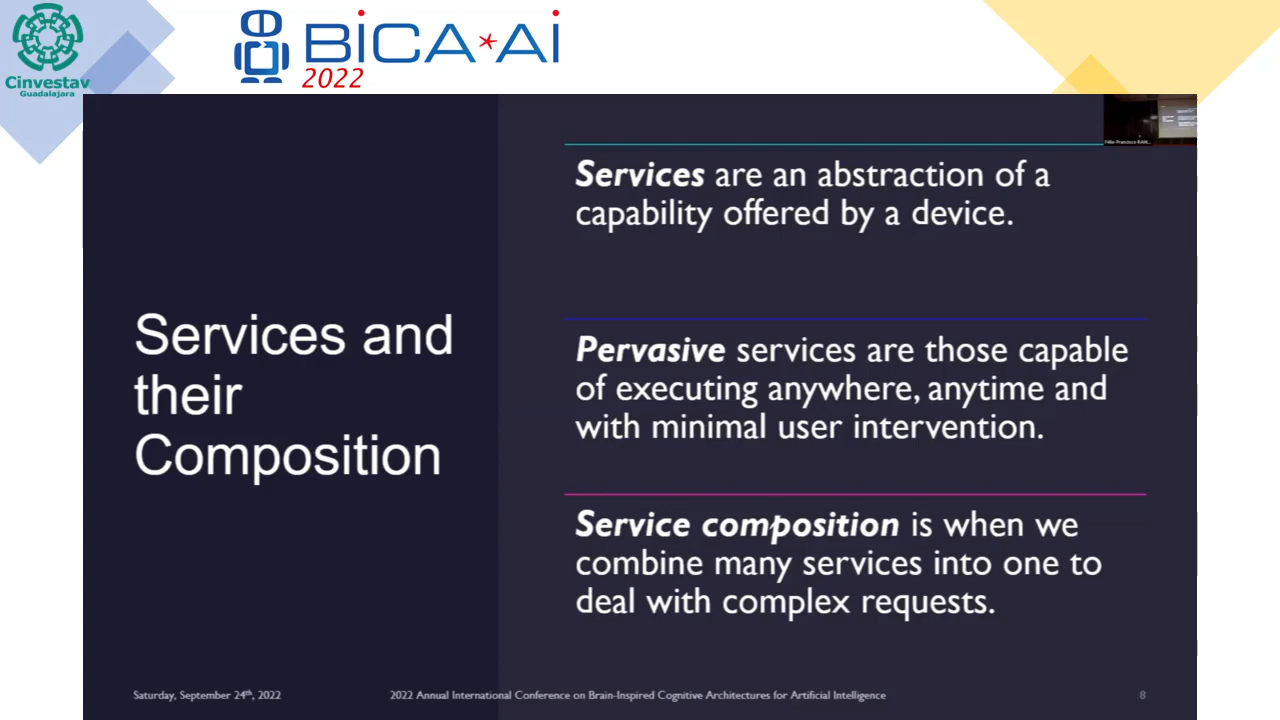 Cinvestav
Guadalajara
BiCA*Ai
2022
Services and
their
Composition
Services are an abstraction of a
capability offered by a device.
Pervasive services are those capable
of executing anywhere, anytime and
with minimal user intervention.
Service composition is when we
combine many services into one to
deal with complex requests.
Saturday, September 24th, 2022
2022 Annual International Conference on Brain-Inspired Cognitive Architectures for Artificial Intelligence
8